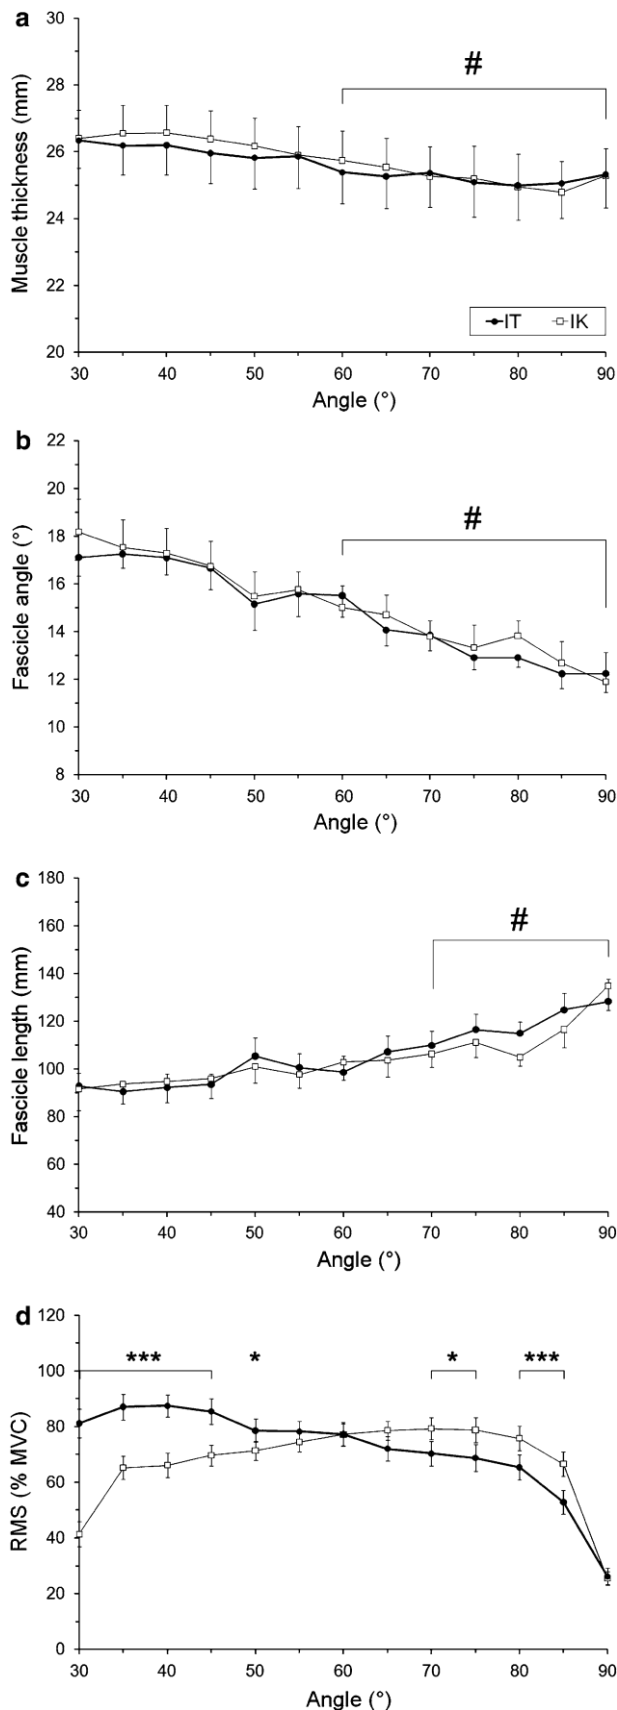 a
Muscle thickness (mm)
30
28
26
24
22
20
#
IT IK
30 40 50 60 70 80 90
Angle (°)
b
Fascicle angle (°)
22
20
18
16
14
12
10
8
#
30 40 50 60 70 80 90
Angle (°)
c
Fascicle length (mm)
180
160
140
120
100
80
60
40
#
30 40 50 60 70 80 90
Angle (°)
d
RMS (% MVC)
120
100
80
60
40
20
0
*** * * ***
30 40 50 60 70 80 90
Angle (°)